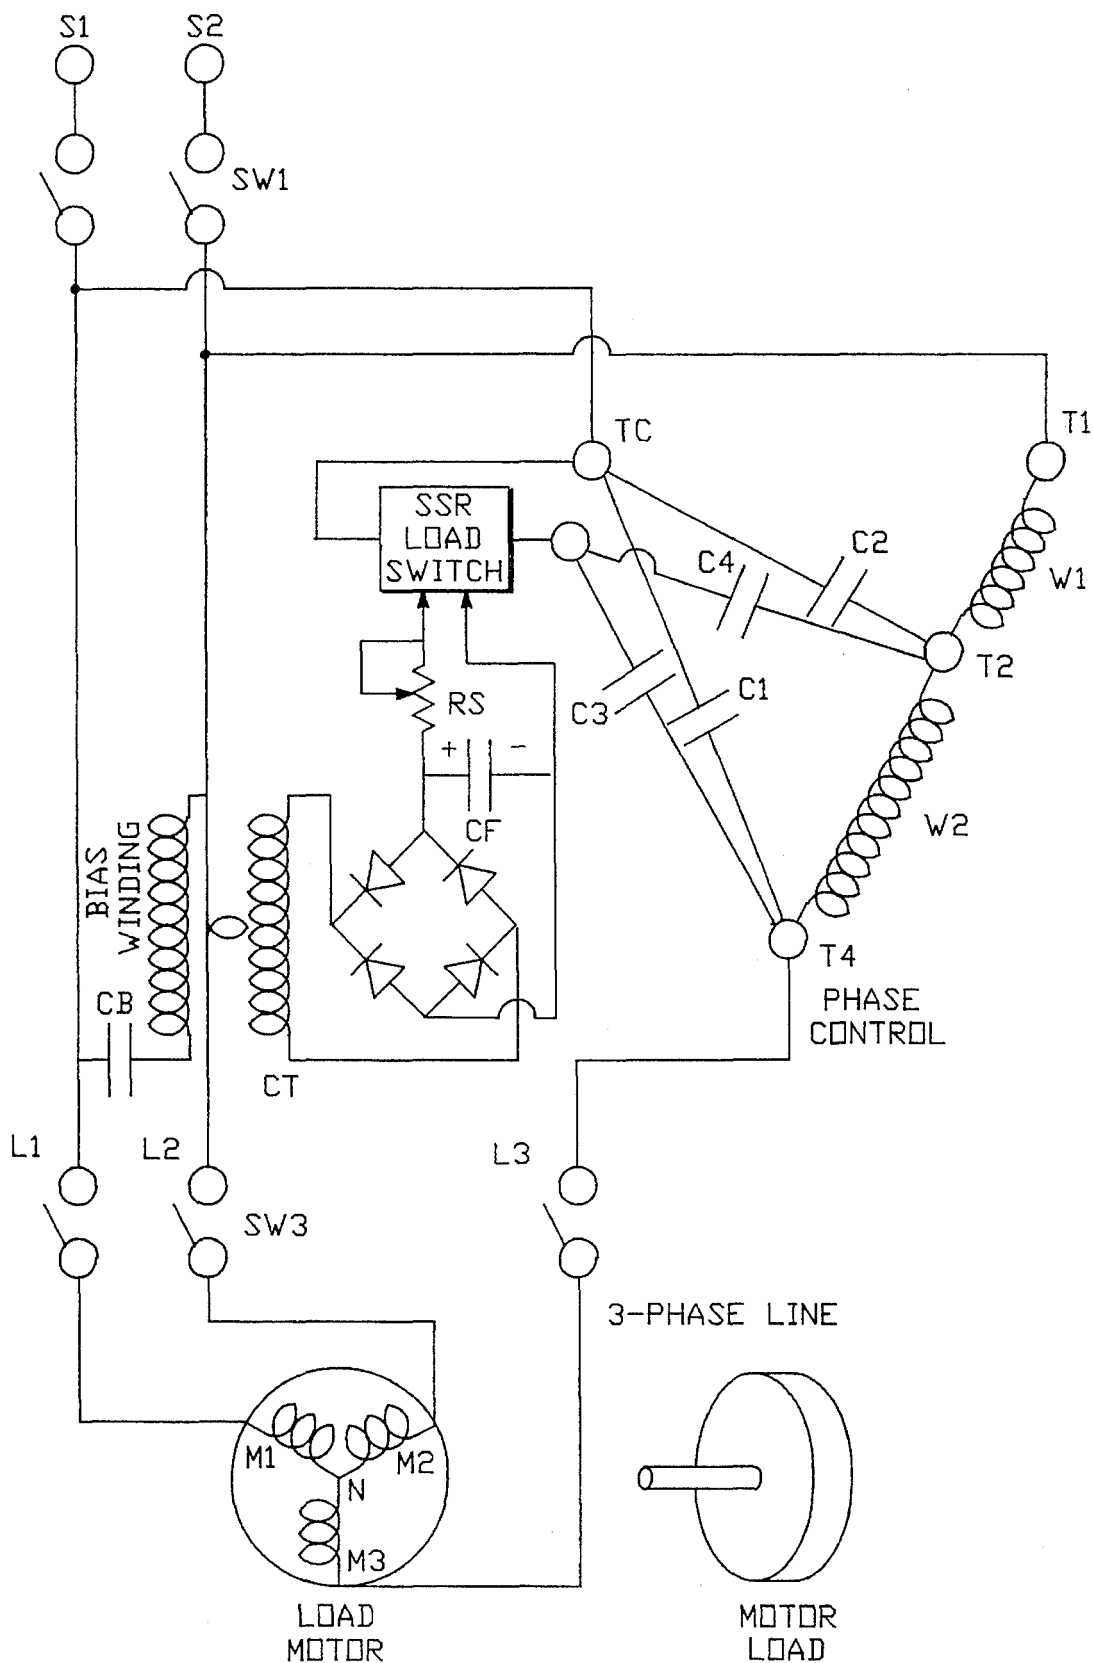 S1
S2
SW1
TC
T1
SSR
LOAD
SWITCH
C4
C2
W1
T2
RS
C3
C1
+
-
CF
W2
BIAS
WINDING
CB
CT
T4
PHASE
CONTROL
L1
L2
L3
SW3
3-PHASE LINE
M1
M2
N
M3
LOAD
MOTOR
MOTOR
LOAD